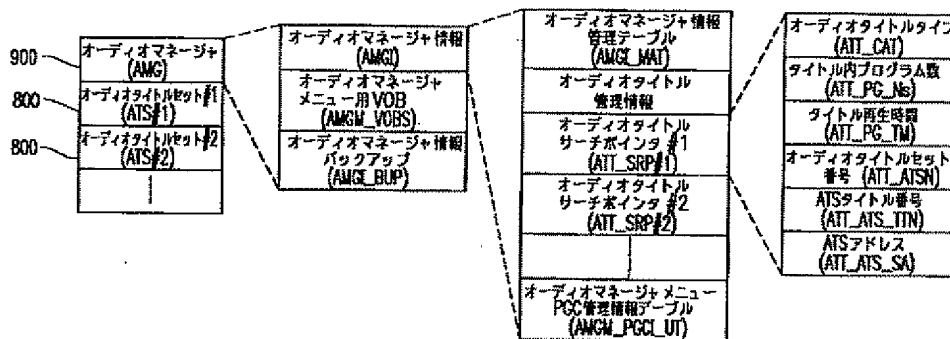 900
オーディオマネージャ
(AMG)
800
オーディオタイトルセット#1
(ATS#1)
800
オーディオタイトルセット#2
(ATS#2)
オーディオマネージャ情報
(AMGI)
オーディオマネージャ
メニュー用VOB
(AMGM_VOBS)
オーディオマネージャ情報
バックアップ
(AMGI_BUP)
オーディオマネージャ情報
管理テーブル
(AMGI_MAT)
オーディオタイトル
管理情報
オーディオタイトル
サーチポインタ #1
(ATT_SRP#1)
オーディオタイトル
サーチポインタ #2
(ATT_SRP#2)
オーディオマネージャメニュー
PGC管理情報テーブル
(AMGM_PGCI_UT)
オーディオタイトルタイプ
(ATT_CAT)
タイトル内プログラム数
(ATT_PG_Ns)
タイトル再生時間
(ATT_PG_TM)
オーディオタイトルセット
番号 (ATT_ATSN)
ATSタイトル番号
(ATT_ATS_TTN)
ATSアドレス
(ATT_ATS_SA)